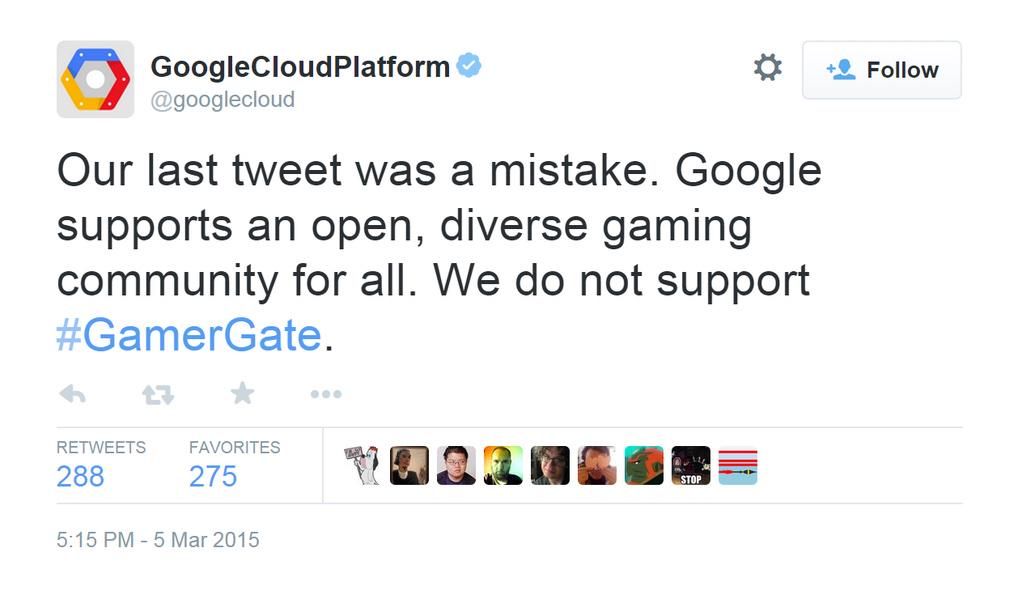 GoogleCloudPlatform
@googlecloud
Follow
Our last tweet was a mistake. Google
supports an open, diverse gaming
community for all. We do not support
#GamerGate.
RETWEETS FAVORITES
288 275
STOP
5:15 PM - 5 Mar 2015